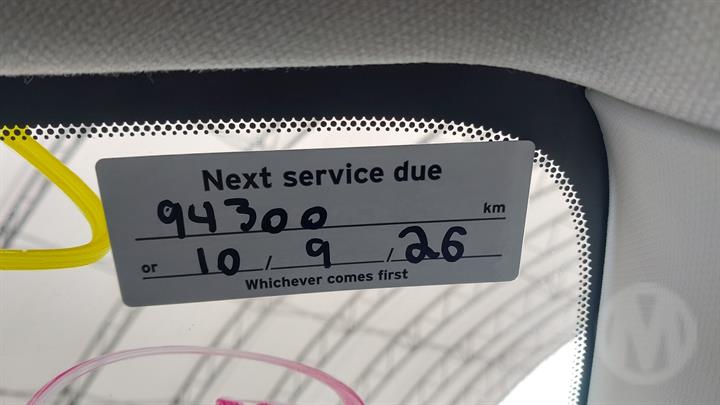 Next service due
94300 km
or 10 / 9 / 26
Whichever comes first
M